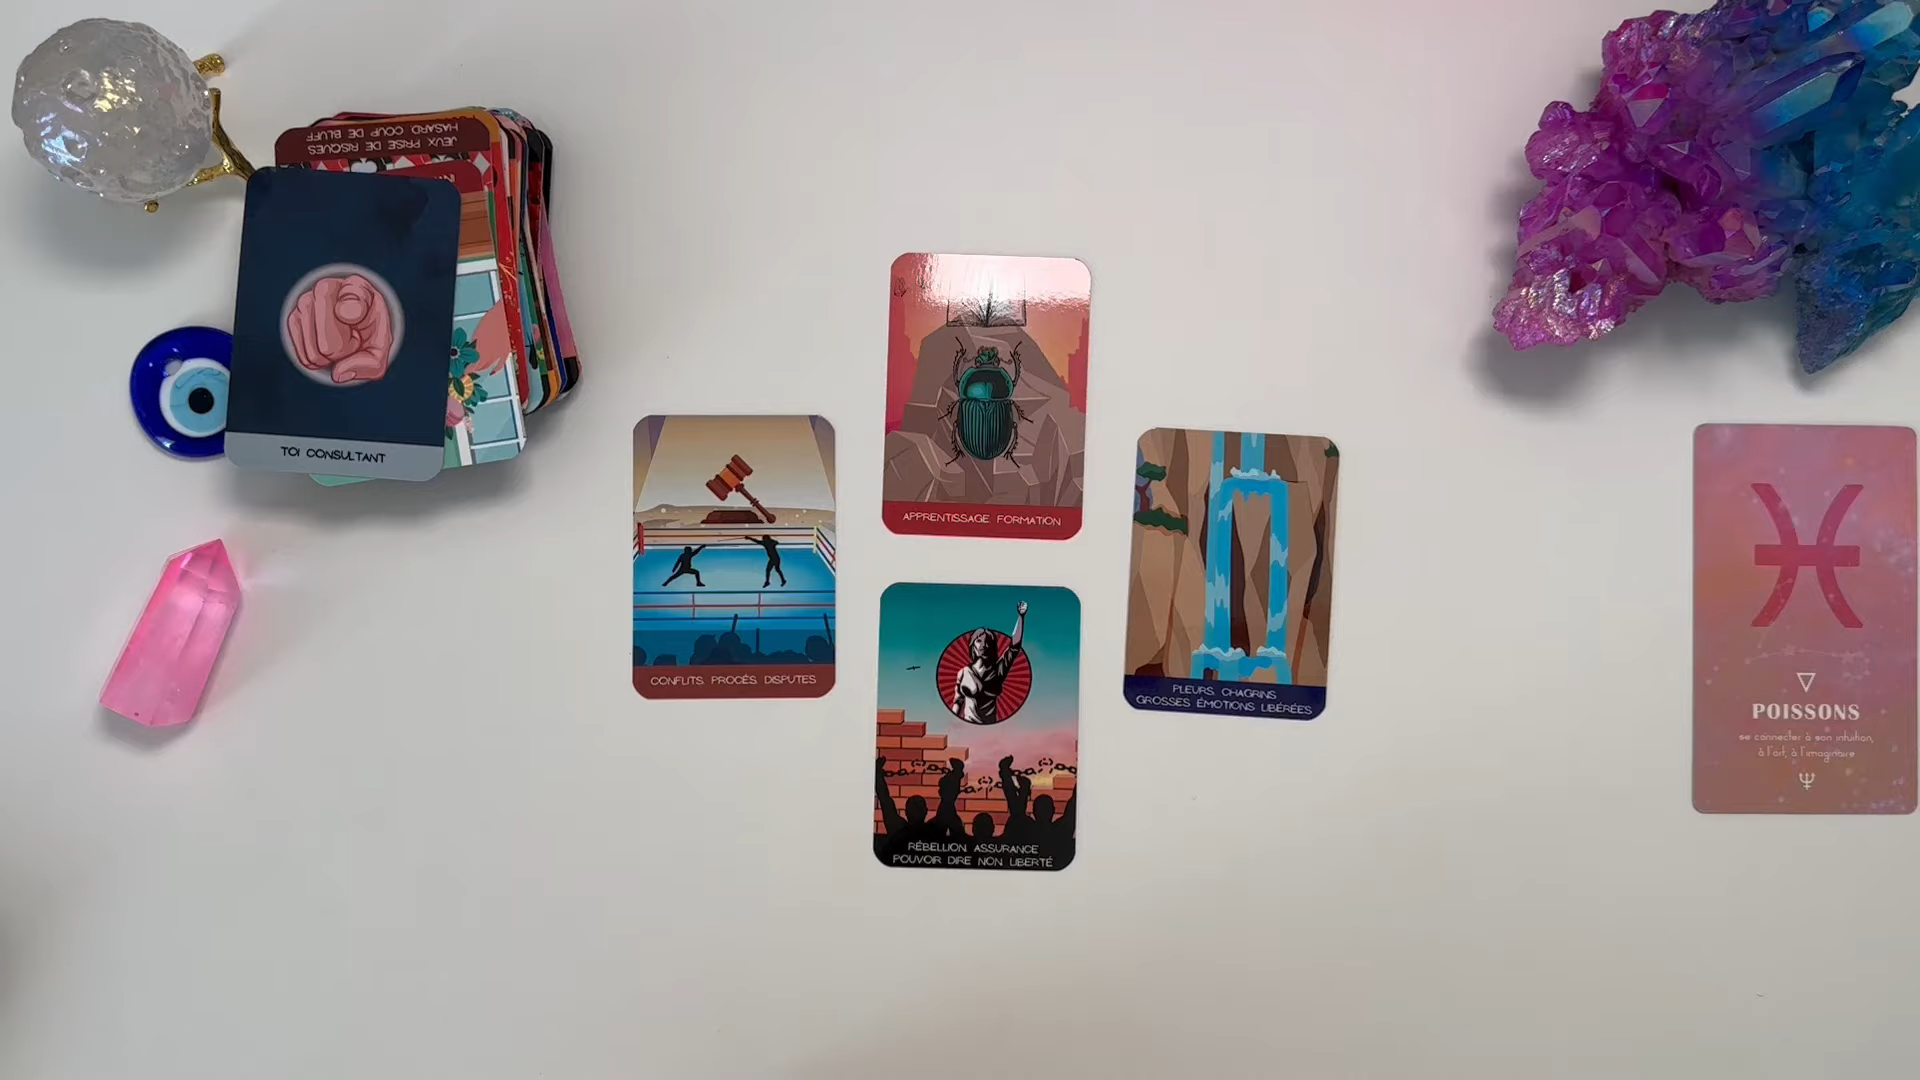 JEUX PRISE DE RISQUES
HASARD COUP DE BLUFF
TOI CONSULTANT
APPRENTISSAGE FORMATION
CONFLITS, PROCÈS, DISPUTES
PLEURS, CHAGRINS
GROSSES ÉMOTIONS LIBÉRÉES
RÉBELLION ASSURANCE
POUVOIR DIRE NON LIBERTÉ
POISSONS
se connecter à son intuition,
à l'art, à l'imaginaire